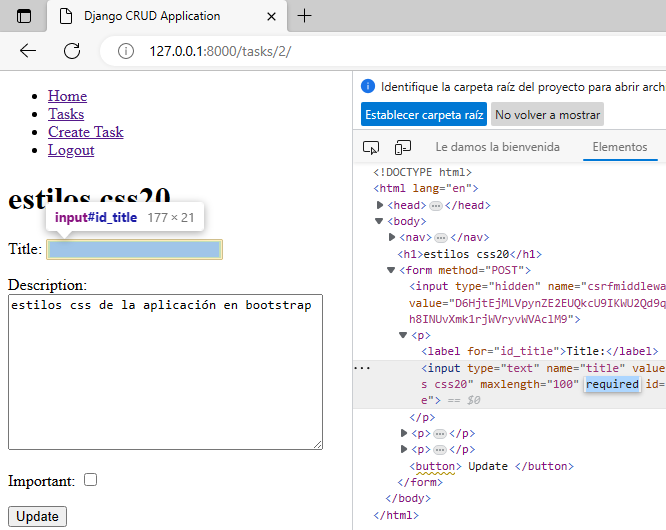 Django CRUD Application
127.0.0.1:8000/tasks/2/
Home
Tasks
Create Task
Logout
estilos css20
input#id_title 177 × 21
Title:
Description:
estilos css de la aplicación en bootstrap
Important:
Update
Identifique la carpeta raíz del proyecto para abrir arch
Establecer carpeta raíz
No volver a mostrar
Le damos la bienvenida
Elementos
<!DOCTYPE html>
<html lang="en">
<head> ··· </head>
<body>
<nav> ··· </nav>
<h1>estilos css20</h1>
<form method="POST">
<input type="hidden" name="csrfmiddlewa
value="D6HjtEjMLVpynZE2EUQkcU9IKWU2Qd9q
h8INUvXmk1rjWVryvWVAclM9">
<p>
<label for="id_title">Title:</label>
··· <input type="text" name="title" value
s css20" maxlength="100" required id=
e"> == $0
</p>
<p> ··· </p>
<p> ··· </p>
<button> Update </button>
</form>
</body>
</html>